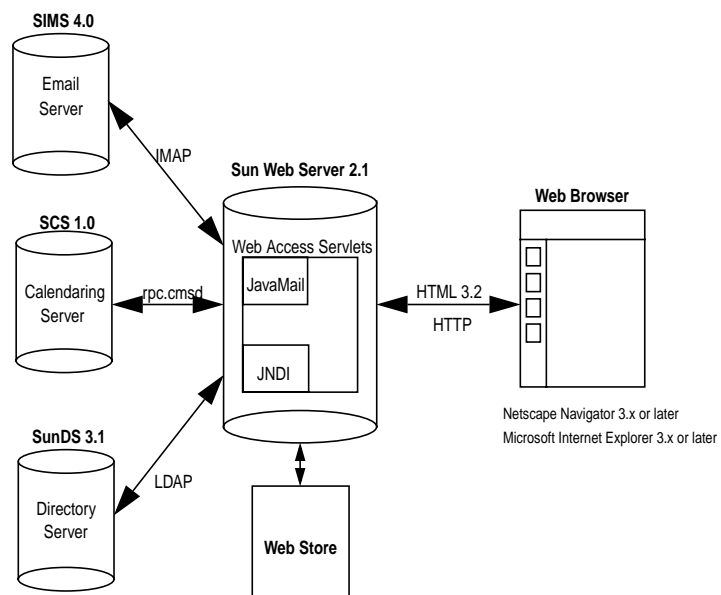 SIMS 4.0
Email
Server
IMAP
Sun Web Server 2.1
Web Browser
SCS 1.0
Web Access Servlets
JavaMail
Calendaring
Server
rpc.cmsd
HTML 3.2
HTTP
JNDI
Netscape Navigator 3.x or later
Microsoft Internet Explorer 3.x or later
SunDS 3.1
LDAP
Directory
Server
Web Store